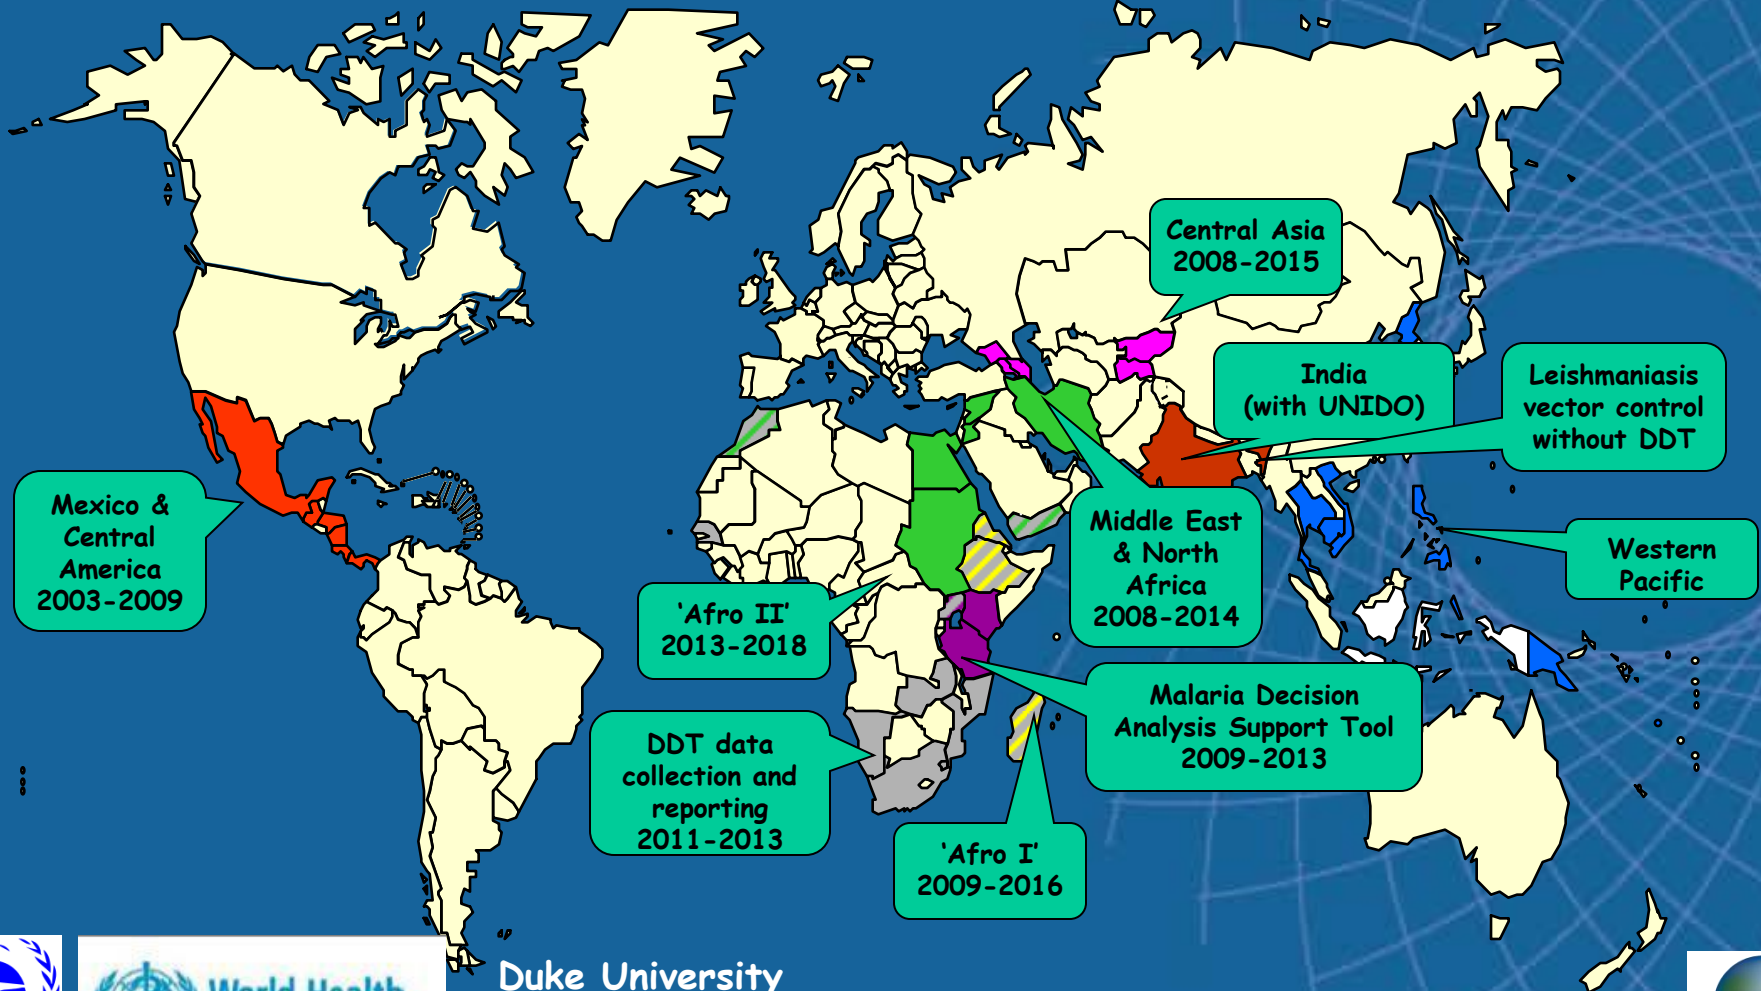 Central Asia
2008-2015
India
(with UNIDO)
Leishmaniasis
vector control
without DDT
Mexico &
Central
America
2003-2009
Middle East
& North
Africa
2008-2014
Western
Pacific
‘Afro II’
2013-2018
Malaria Decision
Analysis Support Tool
2009-2013
DDT data
collection and
reporting
2011-2013
‘Afro I’
2009-2016
World Health
Duke University